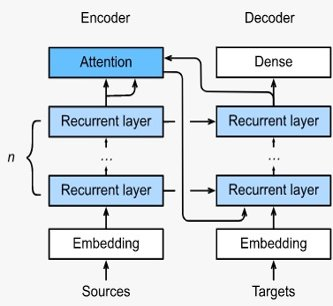 Encoder
Decoder
Attention
Dense
Recurrent layer
Recurrent layer
n
...
...
Recurrent layer
Recurrent layer
Embedding
Embedding
Sources
Targets